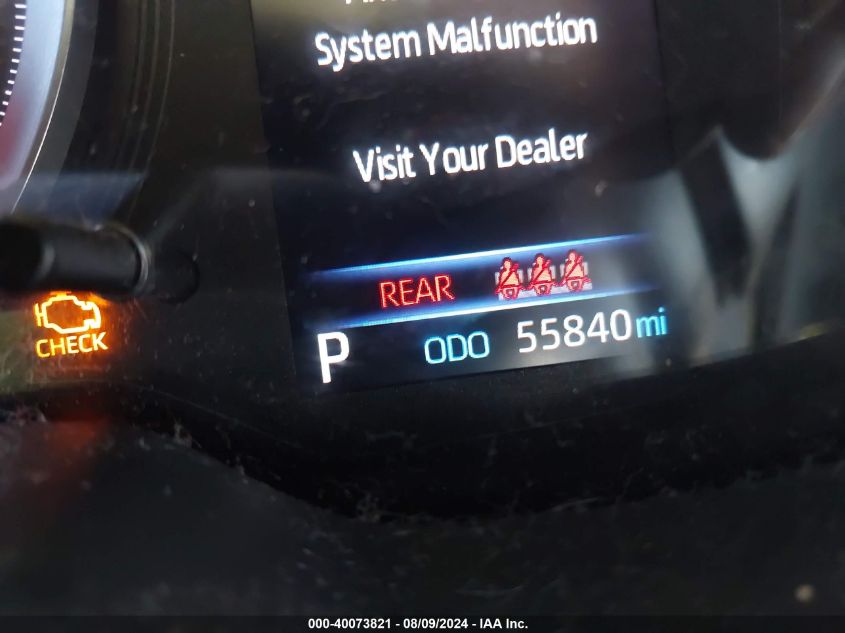 System Malfunction
Visit Your Dealer
REAR
CHECK
P ODO 55840 mi
000-40073821 - 08/09/2024 - IAA Inc.